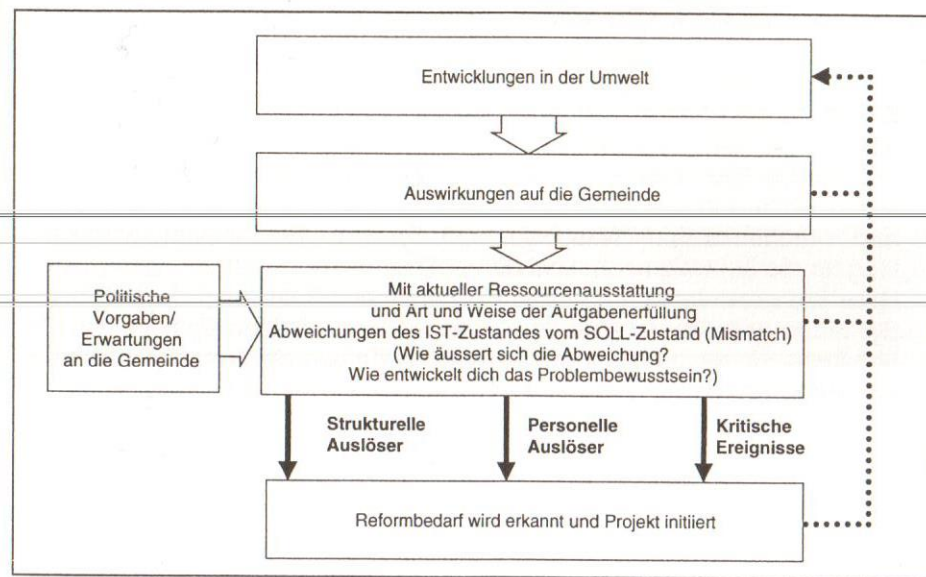 Entwicklungen in der Umwelt
Auswirkungen auf die Gemeinde
Politische
Vorgaben/
Erwartungen
an die Gemeinde
Mit aktueller Ressourcenausstattung
und Art und Weise der Aufgabenerfüllung
Abweichungen des IST-Zustandes vom SOLL-Zustand (Mismatch)
(Wie äussert sich die Abweichung?
Wie entwickelt dich das Problembewusstsein?)
Strukturelle
Auslöser
Personelle
Auslöser
Kritische
Ereignisse
Reformbedarf wird erkannt und Projekt initiiert